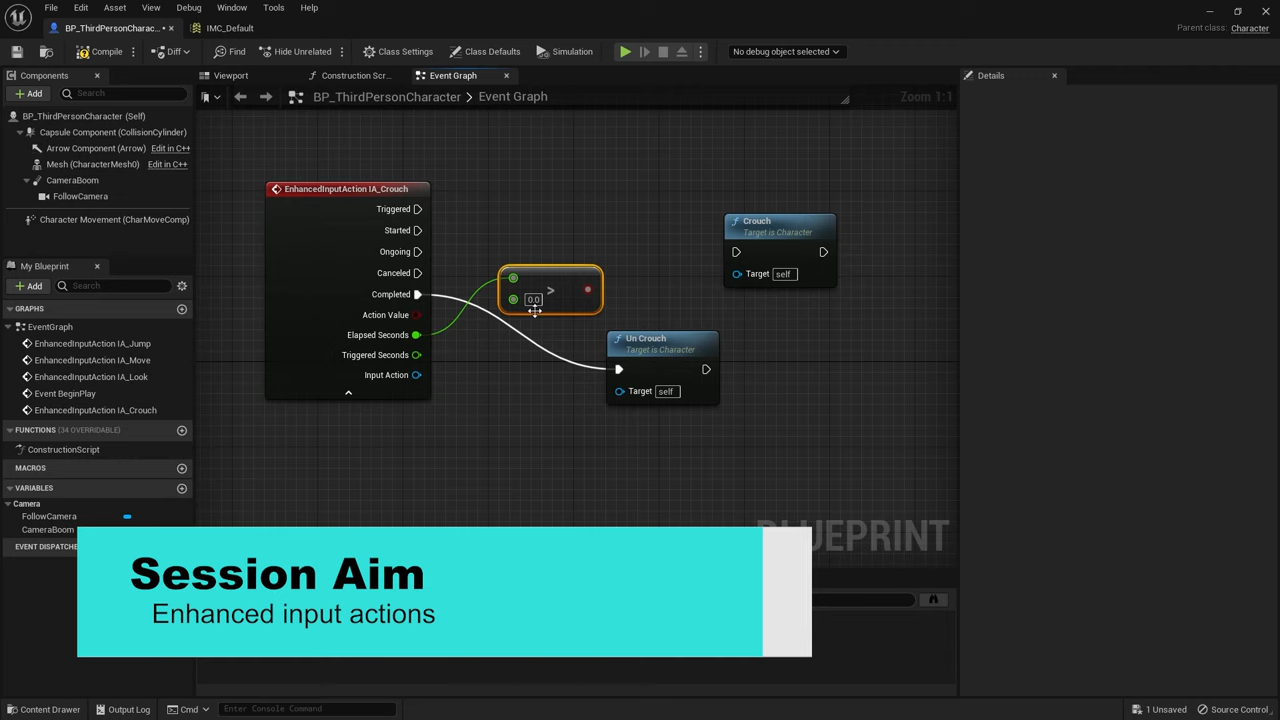 File Edit Asset View Debug Window Tools Help
BP_ThirdPersonCharac... IMC_Default
Parent class: Character
Compile Diff Find Hide Unrelated Class Settings Class Defaults Simulation No debug object selected
Components Viewport Construction Scr... Event Graph Details
Add Search
BP_ThirdPersonCharacter > Event Graph
Zoom 1:1
BP_ThirdPersonCharacter (Self)
Capsule Component (CollisionCylinder)
Arrow Component (Arrow) Edit in C++
Mesh (CharacterMesh0) Edit in C++
CameraBoom
FollowCamera
Character Movement (CharMoveComp)
My Blueprint
Add Search
GRAPHS
EventGraph
EnhancedInputAction IA_Jump
EnhancedInputAction IA_Move
EnhancedInputAction IA_Look
Event BeginPlay
EnhancedInputAction IA_Crouch
FUNCTIONS (34 OVERRIDABLE)
ConstructionScript
MACROS
VARIABLES
Camera
FollowCamera
CameraBoom
EVENT DISPATCHE
EnhancedInputAction IA_Crouch
Triggered
Started
Ongoing
Canceled
Completed
Action Value
Elapsed Seconds
Triggered Seconds
Input Action
>
0.0
Crouch
Target is Character
Target self
Un Crouch
Target is Character
Target self
Session Aim
Enhanced input actions
Content Drawer Output Log Cmd Enter Console Command 1 Unsaved Source Control